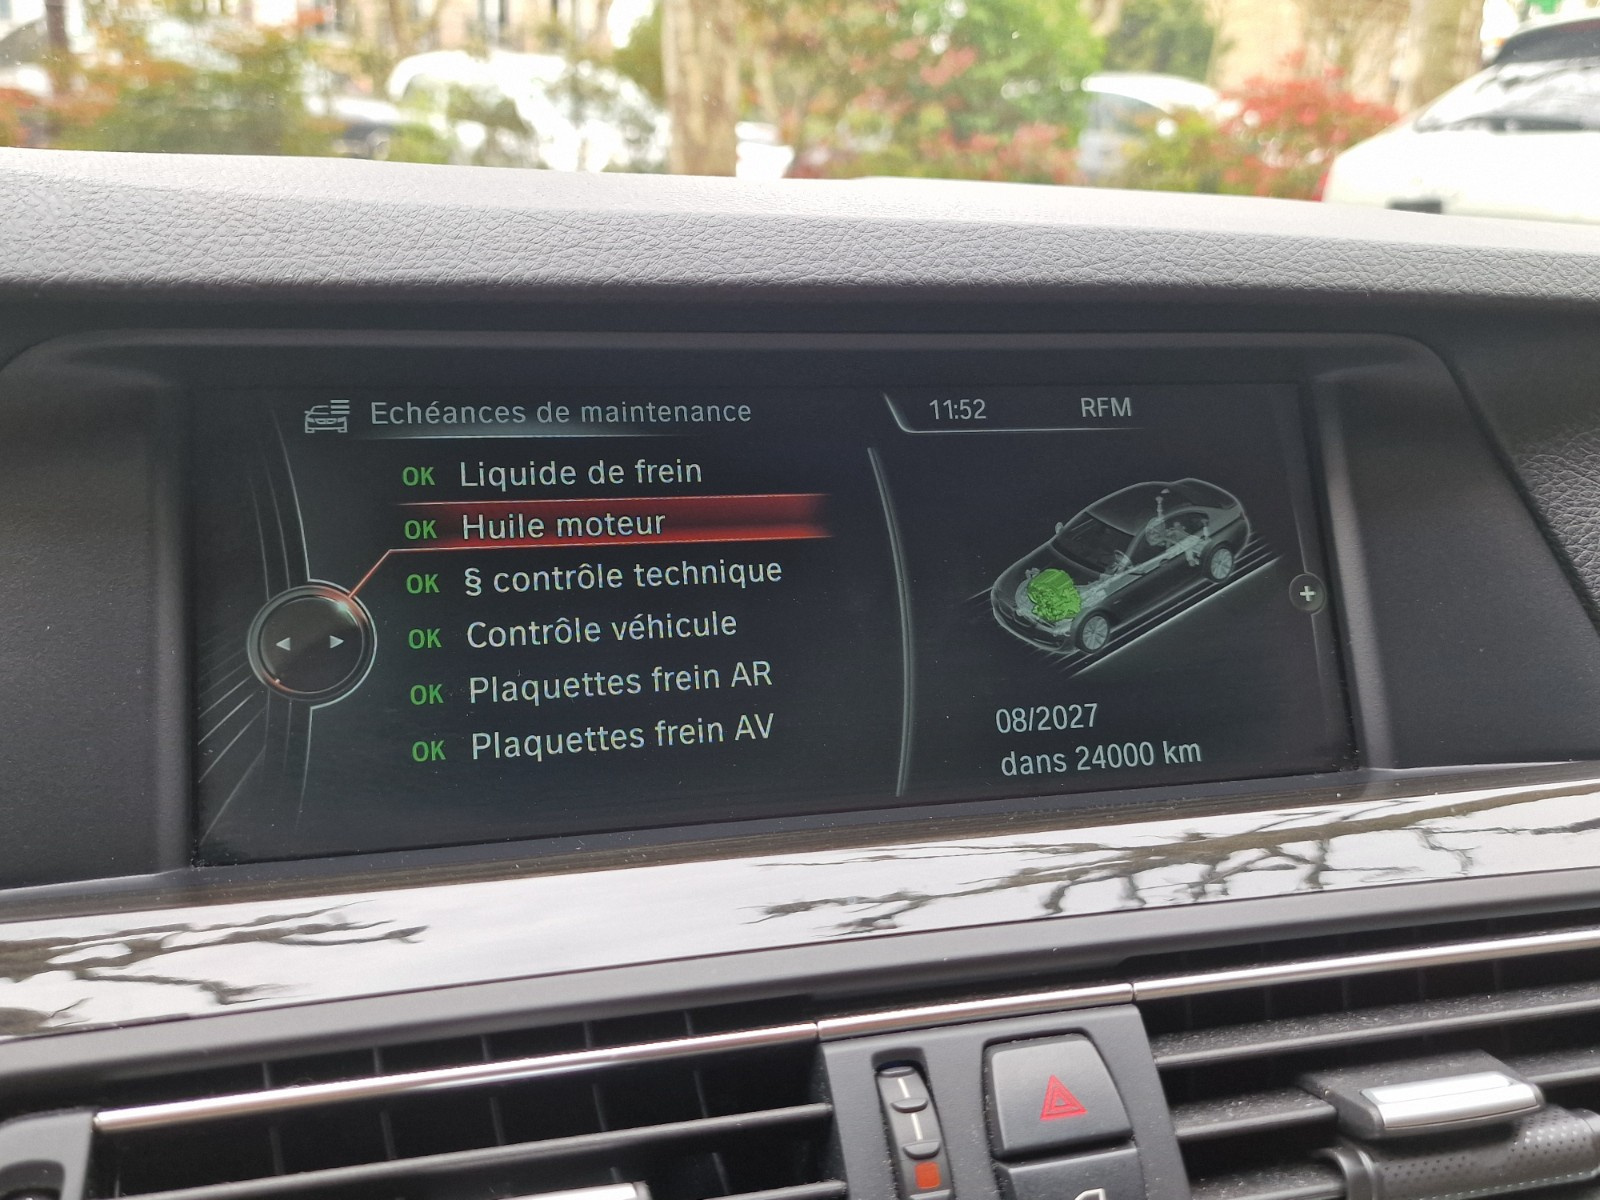 Echéances de maintenance
11:52 RFM
OK Liquide de frein
OK Huile moteur
OK § contrôle technique
OK Contrôle véhicule
OK Plaquettes frein AR
OK Plaquettes frein AV
08/2027
dans 24000 km